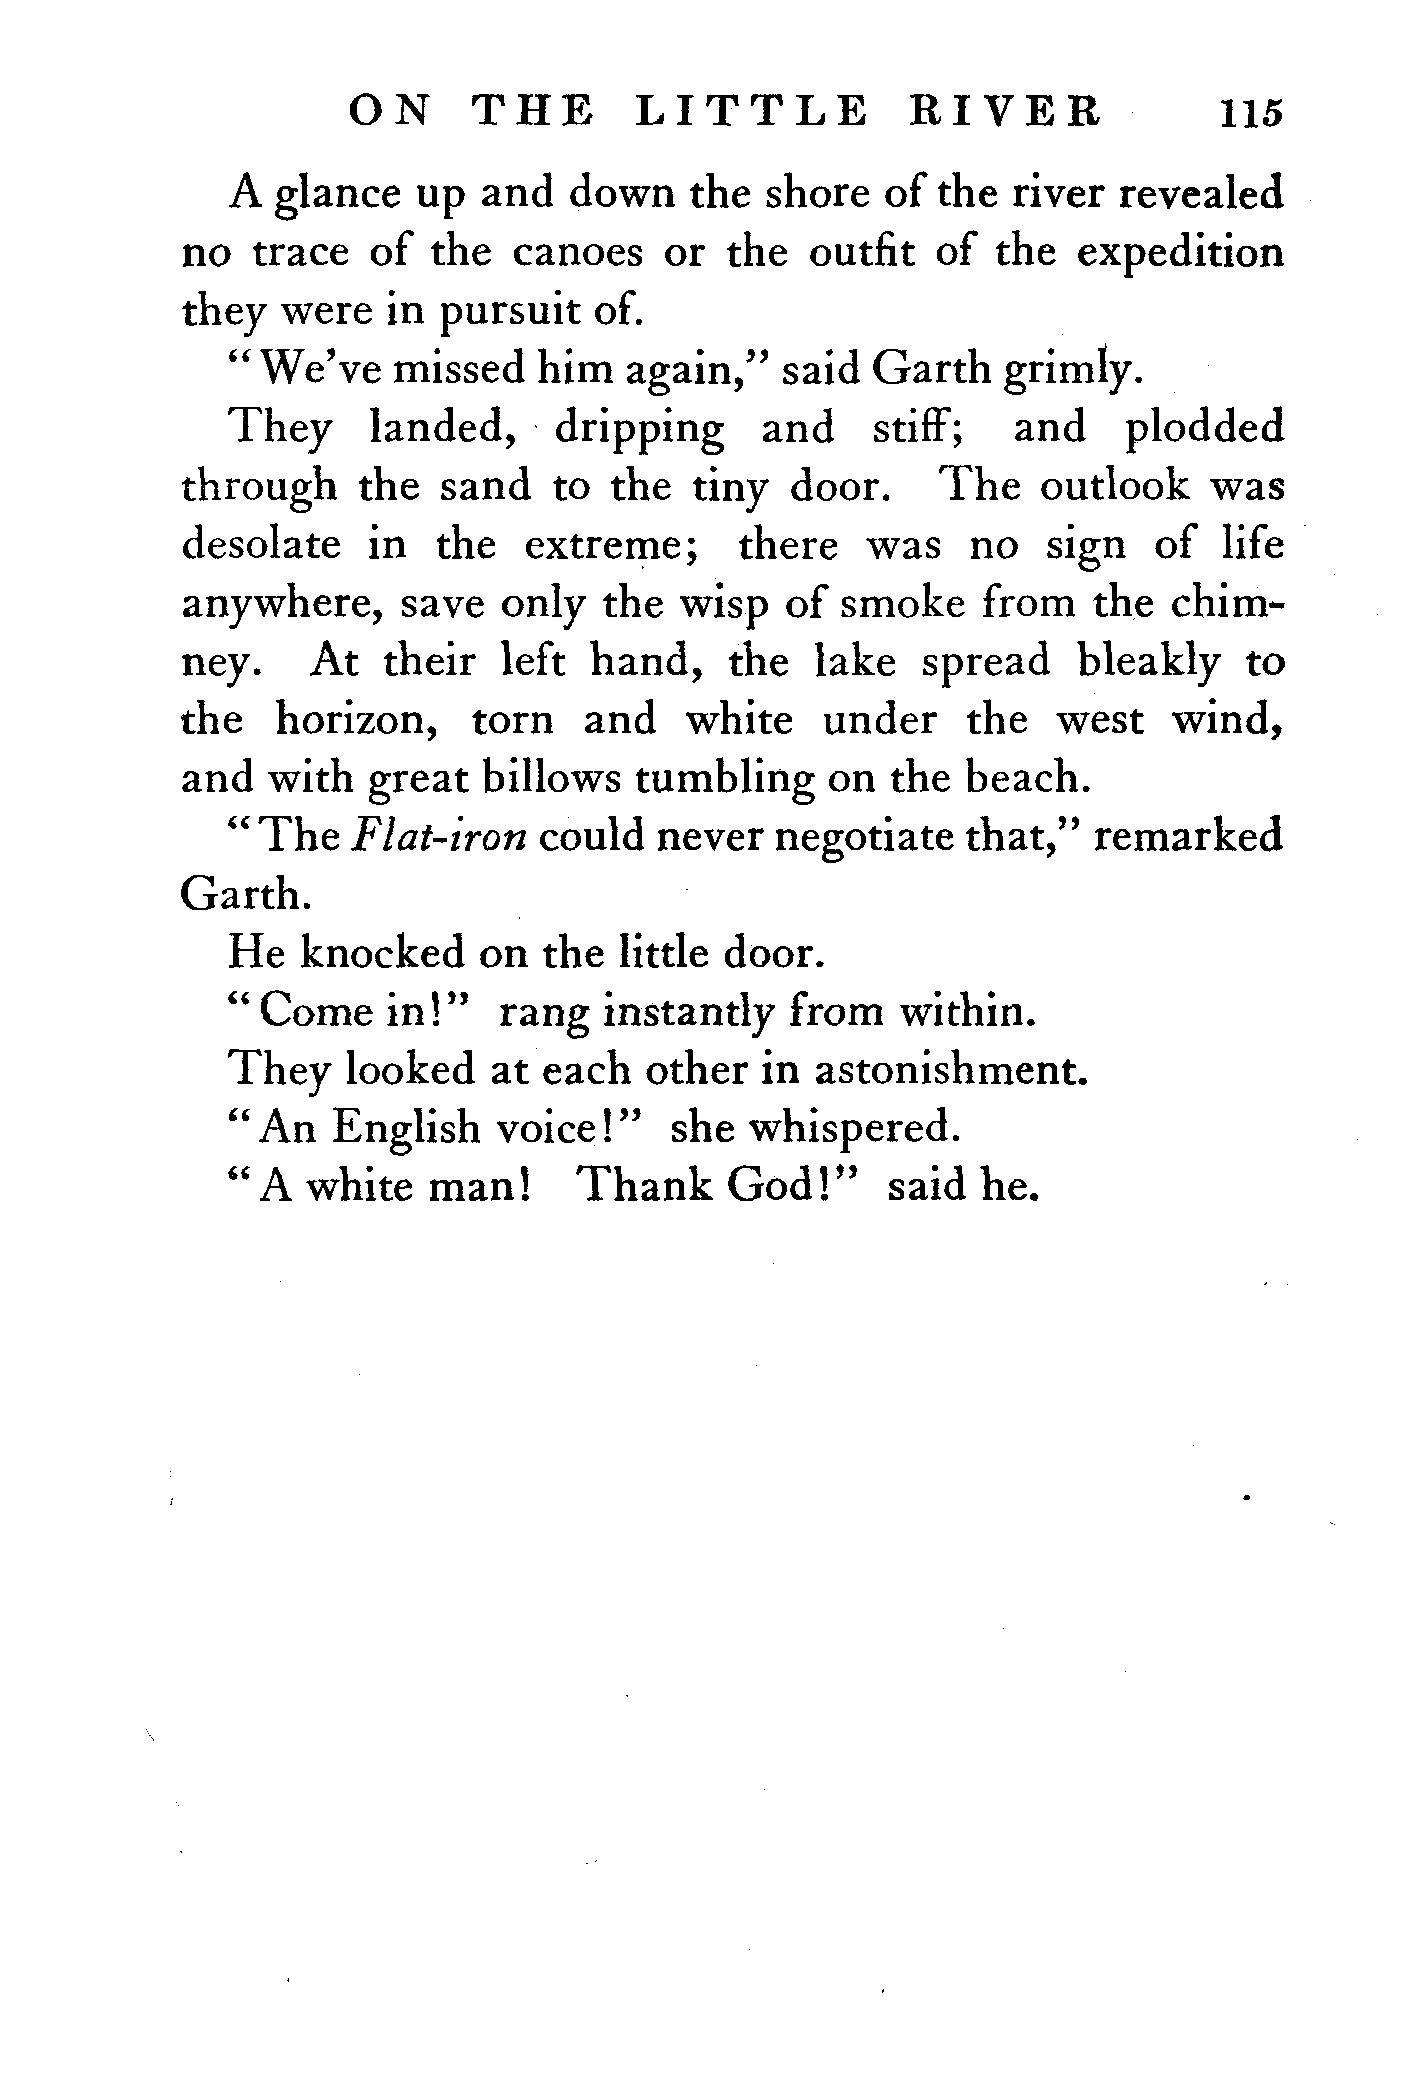 ON THE LITTLE RIVER 115
A glance up and down the shore of the river revealed
no trace of the canoes or the outfit of the expedition
they were in pursuit of.
“We’ve missed him again,” said Garth grimly.
They landed, dripping and stiff; and plodded
through the sand to the tiny door. The outlook was
desolate in the extreme; there was no sign of life
anywhere, save only the wisp of smoke from the chim-
ney. At their left hand, the lake spread bleakly to
the horizon, torn and white under the west wind,
and with great billows tumbling on the beach.
“The Flat-iron could never negotiate that,” remarked
Garth.
He knocked on the little door.
“Come in!” rang instantly from within.
They looked at each other in astonishment.
“An English voice!” she whispered.
“A white man! Thank God!” said he.